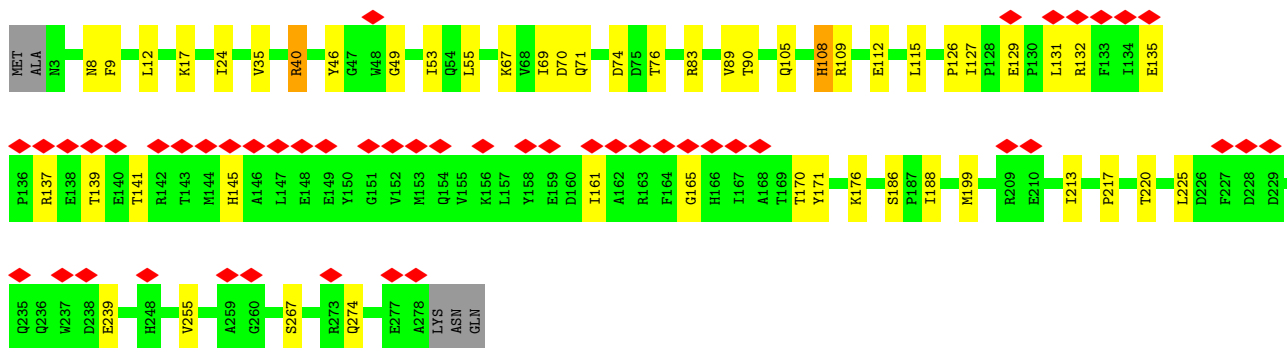 MET ALA N3 N8 F9 L12 K17 I24 V35 R40 Y46 G47 W48 G49 I53 Q54 L55 K67 V68 I69 D70 Q71 D74 D75 T76 R83 V89 T90 Q105 H108 R109 E112 L115 P126 I127 P128 E129 P130 L131 R132 F133 I134 E135
P136 R137 E138 T139 E140 T141 R142 T143 M144 H145 A146 L147 E148 E149 Y150 G151 V152 M153 Q154 V155 K156 L157 Y158 E159 D160 I161 A162 R163 F164 G165 H166 I167 A168 T169 T170 Y171 K176 S186 P187 I188 M199 R209 E210 I213 P217 T220 L225 D226 F227 D228 D229
Q235 Q236 W237 D238 E239 H248 V255 A259 G260 S267 R273 Q274 E277 A278 LYS ASN GLN